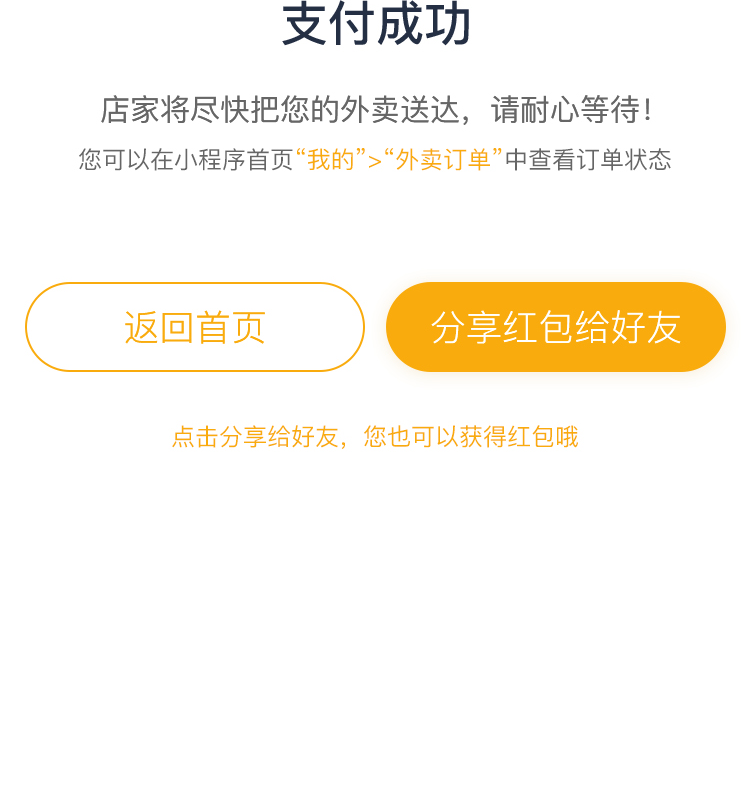 支付成功
店家将尽快把您的外卖送达，请耐心等待！
您可以在小程序首页“我的”>“外卖订单”中查看订单状态
返回首页
分享红包给好友
点击分享给好友，您也可以获得红包哦